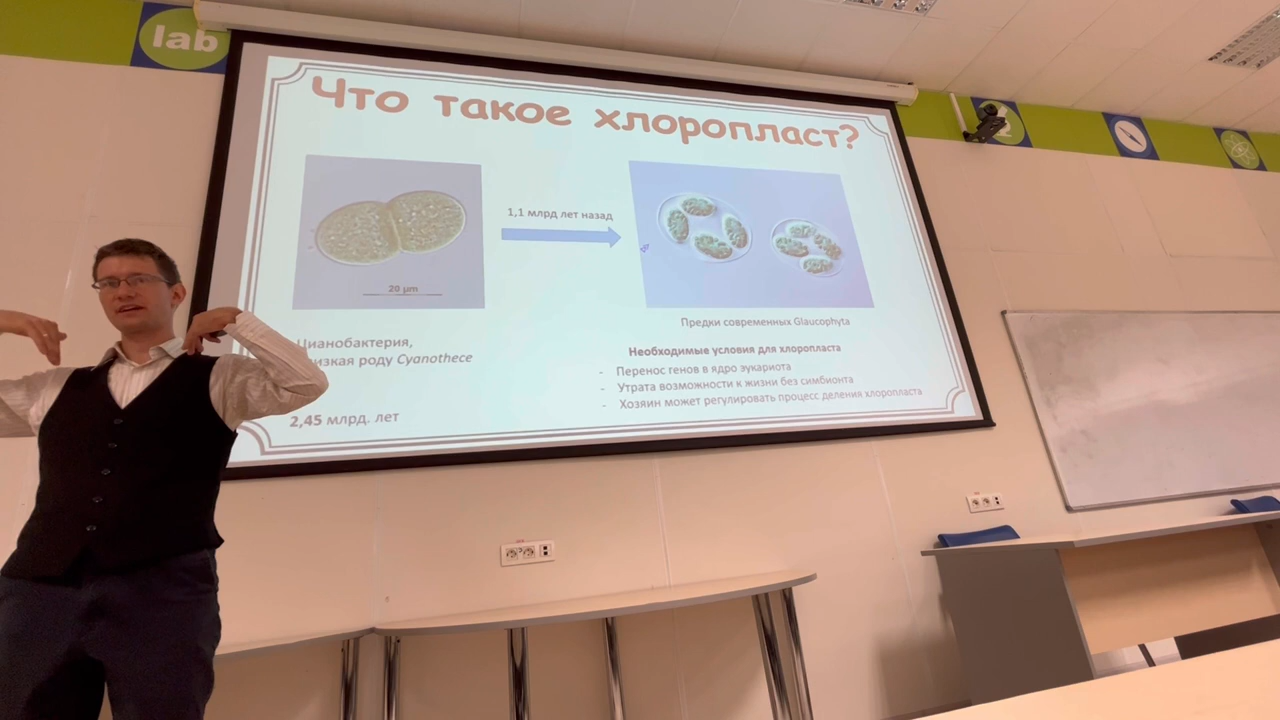 lab
Что такое хлоропласт?
1,1 млрд лет назад
20 µm
Предки современных Glaucophyta
Цианобактерия,
близкая роду Cyanothece
2,45 млрд. лет
Необходимые условия для хлоропласта
- Перенос генов в ядро эукариота
- Утрата возможности к жизни без симбионта
- Хозяин может регулировать процесс деления хлоропласта